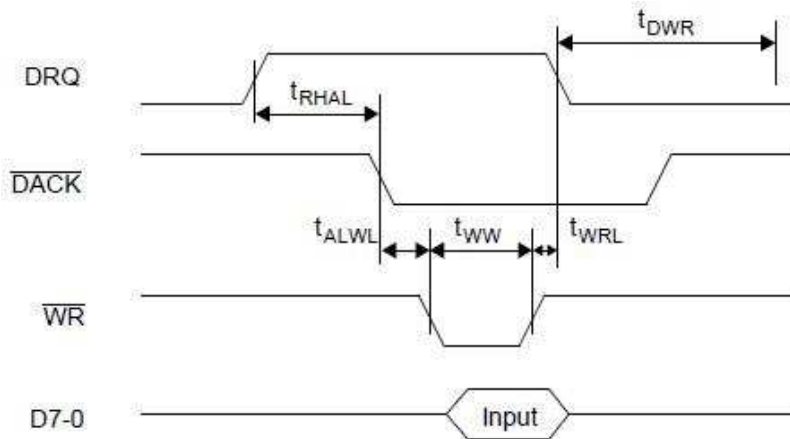 tDWR
DRQ
tRHAL
DACK
tALWL tWW tWRL
WR
D7-0 Input